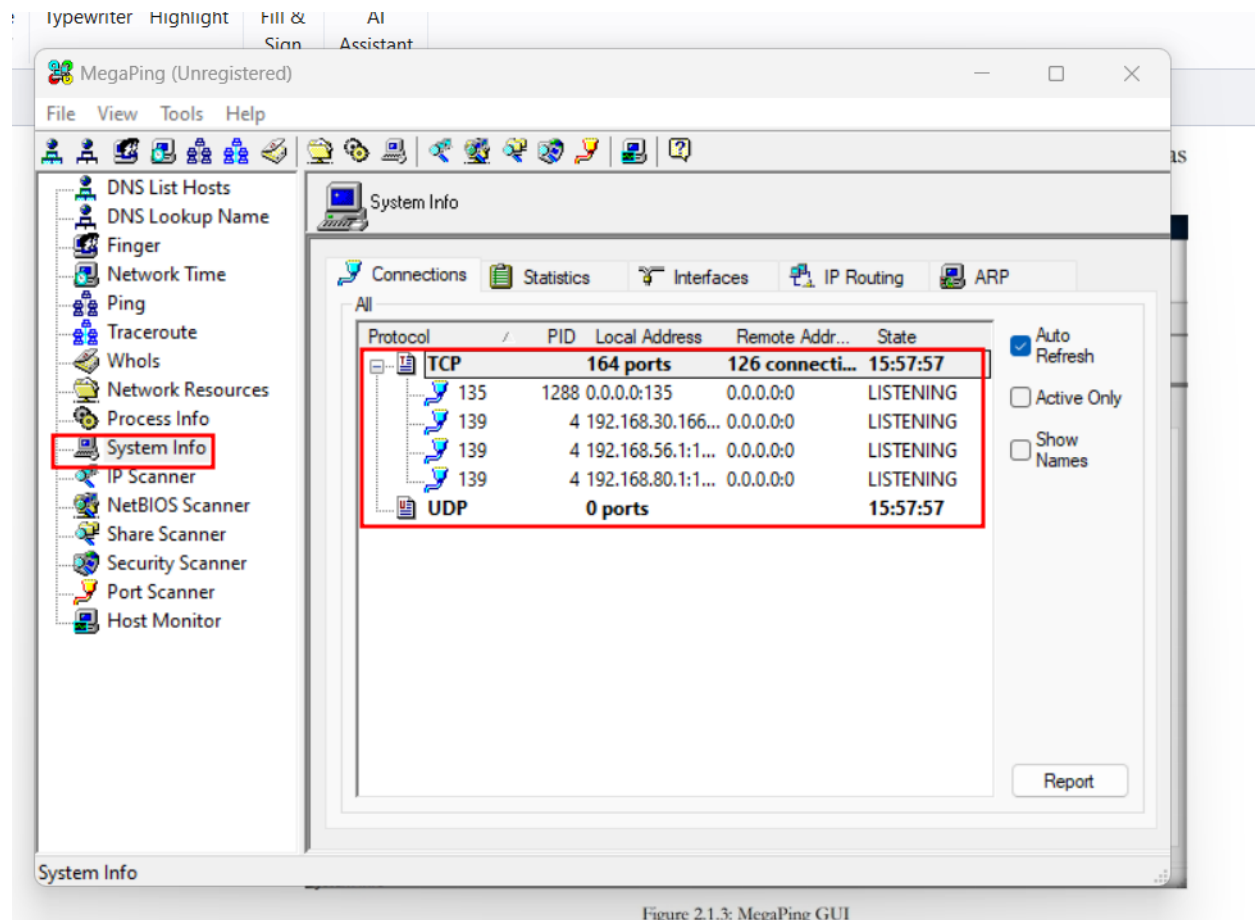 Typewriter Highlight Fill & AI
Sign Assistant
MegaPing (Unregistered)
File View Tools Help
as
DNS List Hosts
DNS Lookup Name
Finger
Network Time
Ping
Traceroute
WhoIs
Network Resources
Process Info
System Info
IP Scanner
NetBIOS Scanner
Share Scanner
Security Scanner
Port Scanner
Host Monitor
System Info
Connections Statistics Interfaces IP Routing ARP
All
Protocol PID Local Address Remote Addr... State
TCP 164 ports 126 connecti... 15:57:57
135 1288 0.0.0.0:135 0.0.0.0:0 LISTENING
139 4 192.168.30.166... 0.0.0.0:0 LISTENING
139 4 192.168.56.1:1... 0.0.0.0:0 LISTENING
139 4 192.168.80.1:1... 0.0.0.0:0 LISTENING
UDP 0 ports 15:57:57
Auto
Refresh
Active Only
Show
Names
Report
System Info
Figure 2.1.3: MegaPing GUI